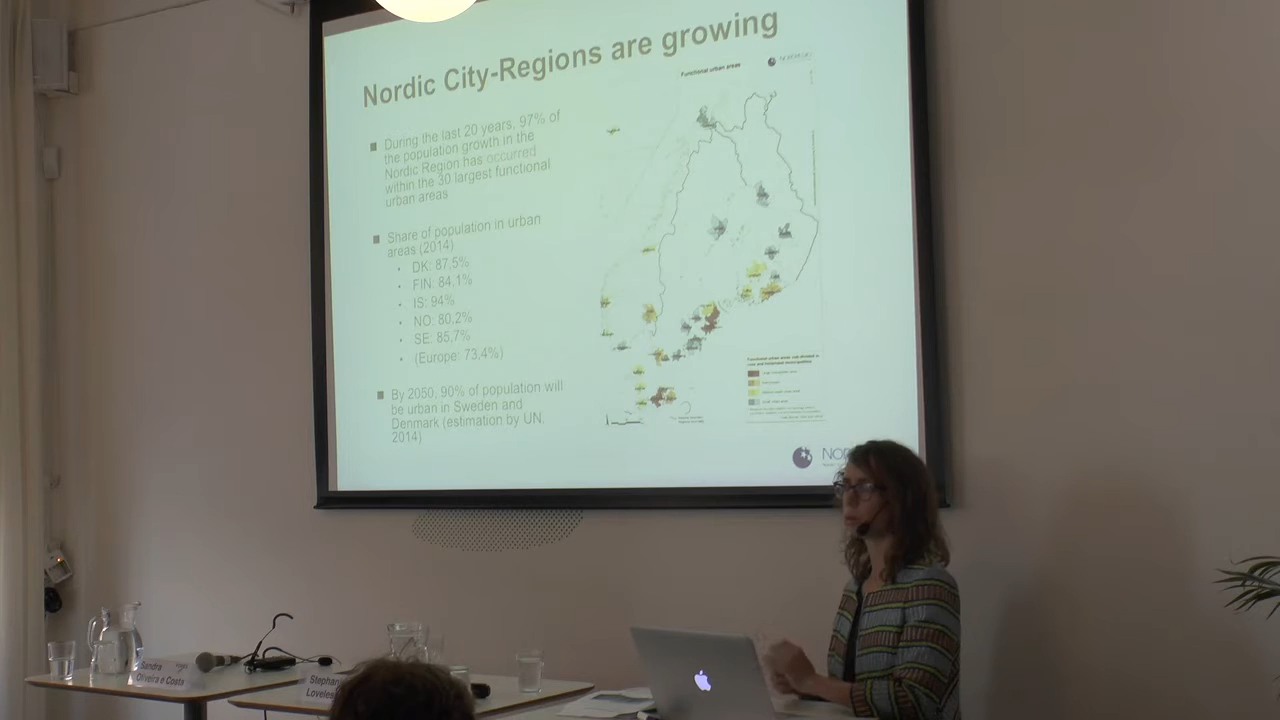 Nordic City-Regions are growing
During the last 20 years, 97% of
the population growth in the
Nordic Region has occurred
within the 30 largest functional
urban areas
Share of population in urban
areas (2014)
DK: 87,5%
FIN: 84,1%
IS: 94%
NO: 80,2%
SE: 85,7%
(Europe: 73,4%)
By 2050, 90% of population will
be urban in Sweden and
Denmark (estimation by UN,
2014)
Functional urban areas
Sandra
Oliveira e Costa
Stephanie